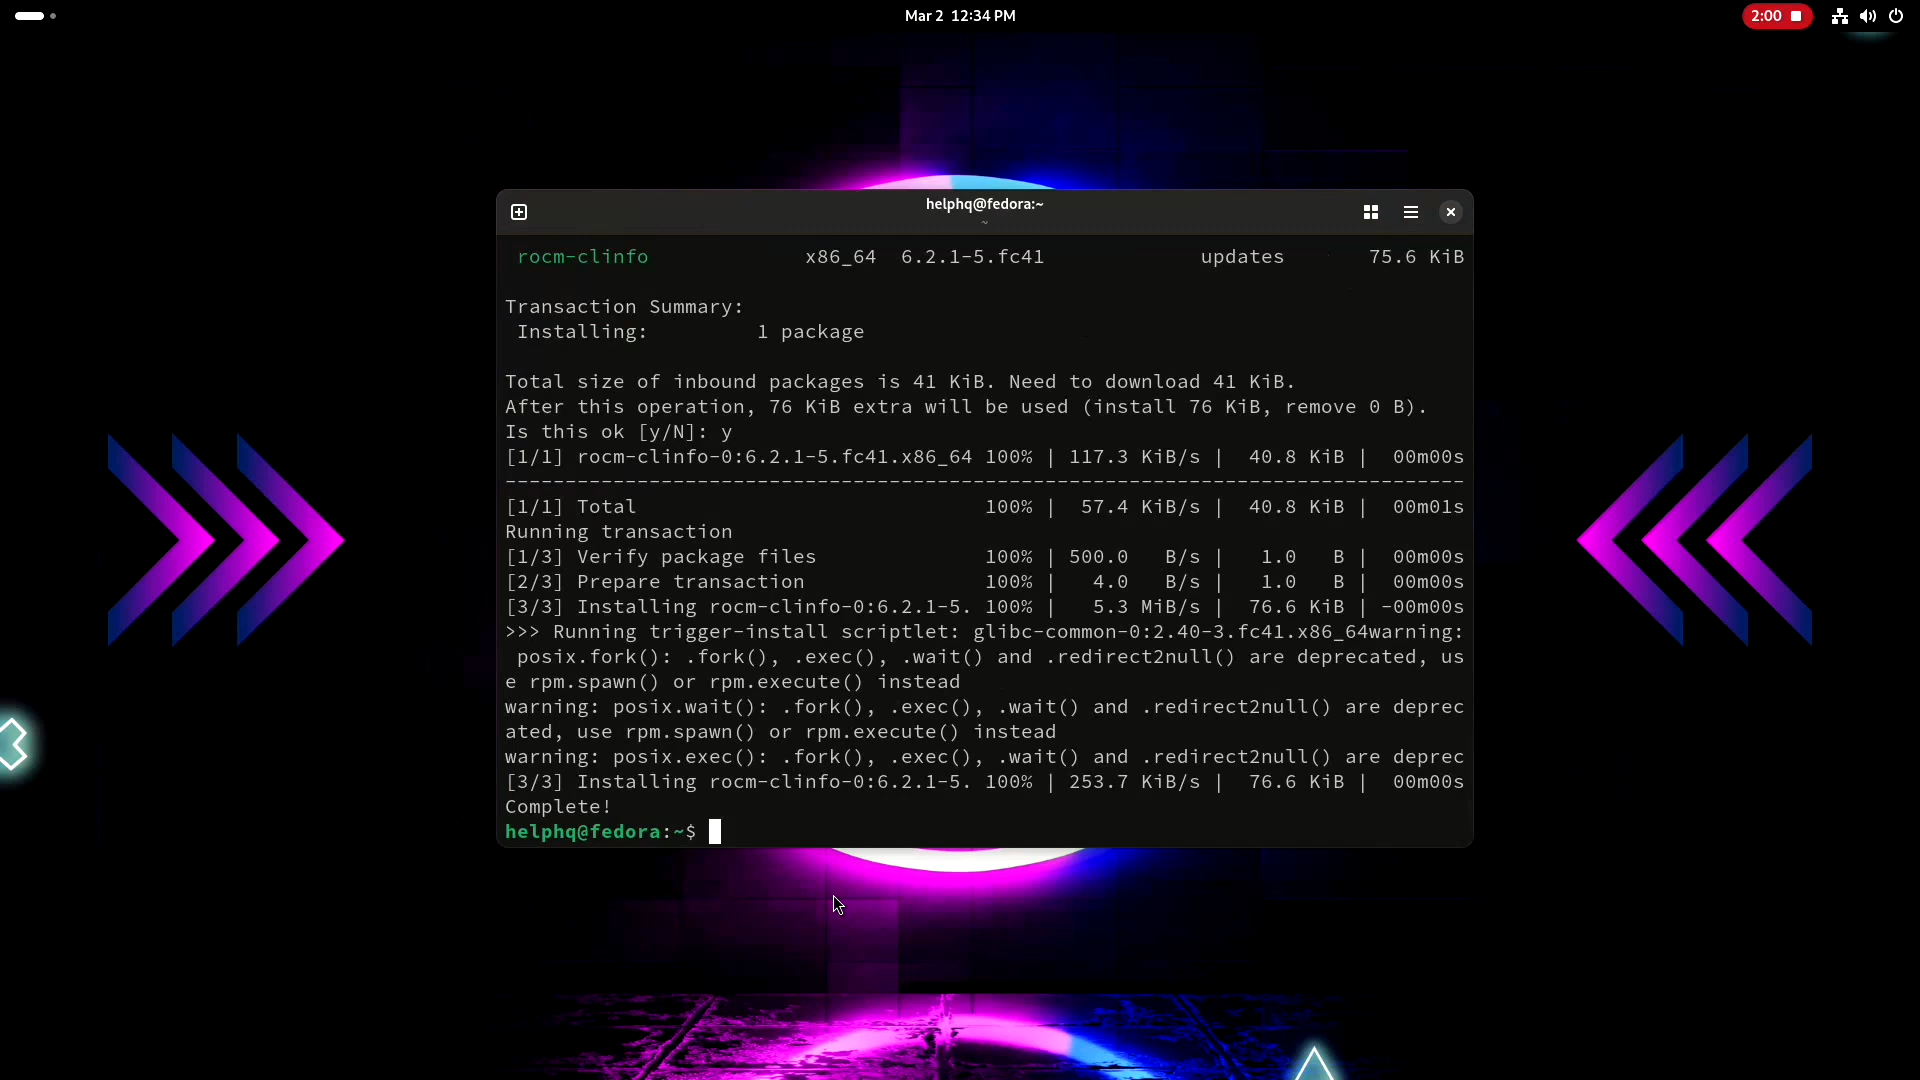 Mar 2  12:34 PM
2:00
helphq@fedora:~
~
rocm-clinfo             x86_64  6.2.1-5.fc41             updates       75.6 KiB
Transaction Summary:
Installing:         1 package
Total size of inbound packages is 41 KiB. Need to download 41 KiB.
After this operation, 76 KiB extra will be used (install 76 KiB, remove 0 B).
Is this ok [y/N]: y
[1/1] rocm-clinfo-0:6.2.1-5.fc41.x86_64 100% | 117.3 KiB/s |  40.8 KiB |  00m00s
--------------------------------------------------------------------------------
[1/1] Total                             100% |  57.4 KiB/s |  40.8 KiB |  00m01s
Running transaction
[1/3] Verify package files              100% | 500.0   B/s |   1.0   B |  00m00s
[2/3] Prepare transaction               100% |   4.0   B/s |   1.0   B |  00m00s
[3/3] Installing rocm-clinfo-0:6.2.1-5. 100% |   5.3 MiB/s |  76.6 KiB | -00m00s
>>> Running trigger-install scriptlet: glibc-common-0:2.40-3.fc41.x86_64warning:
posix.fork(): .fork(), .exec(), .wait() and .redirect2null() are deprecated, us
e rpm.spawn() or rpm.execute() instead
warning: posix.wait(): .fork(), .exec(), .wait() and .redirect2null() are deprec
ated, use rpm.spawn() or rpm.execute() instead
warning: posix.exec(): .fork(), .exec(), .wait() and .redirect2null() are deprec
[3/3] Installing rocm-clinfo-0:6.2.1-5. 100% | 253.7 KiB/s |  76.6 KiB |  00m00s
Complete!
helphq@fedora:~$